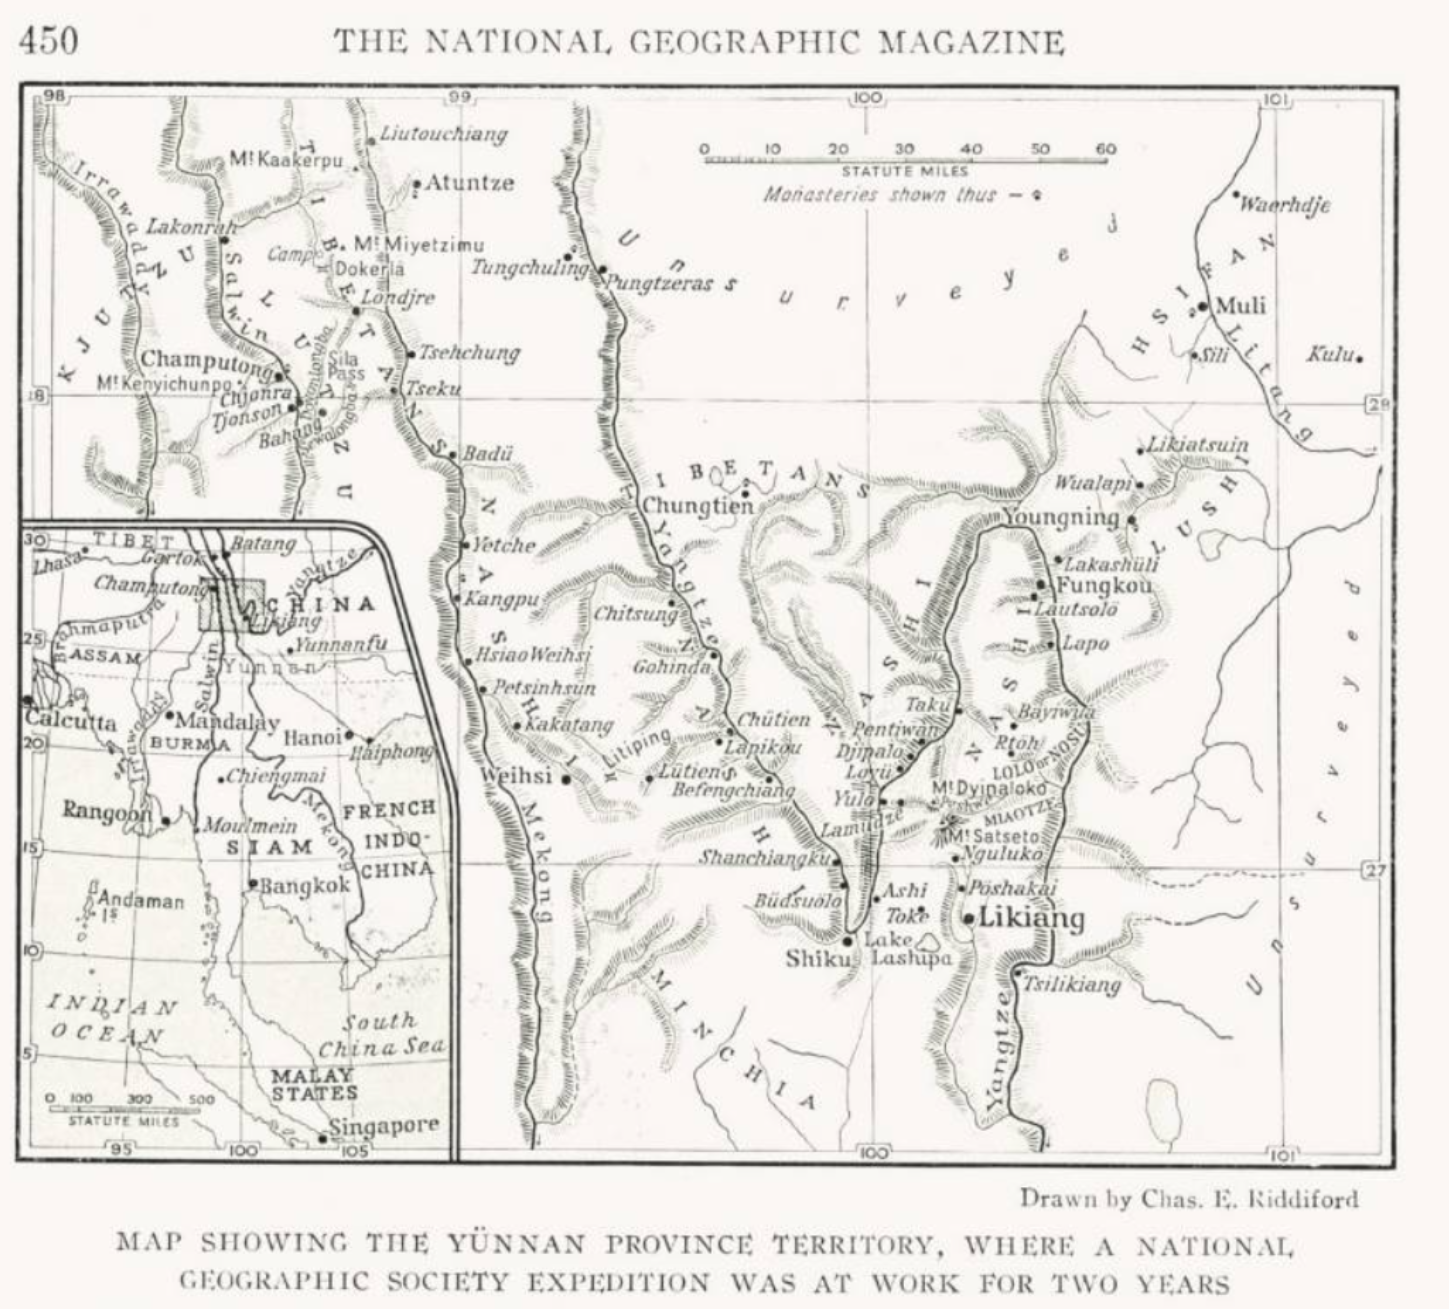 450
THE NATIONAL GEOGRAPHIC MAGAZINE
98
99
100
101
Liutouchiang
Mt Kaakerpu
Atuntze
Irrawaddy
0 10 20 30 40 50 60
STATUTE MILES
Monasteries shown thus —
Waerhdje
Lakonrah
Mt Miyetzimu
Camp
Dokerla
Tungchuling
Pungtzeras
Unsurveyed
Londjre
Salwin
LUTZU
KJUTZU
TIBETANS
HSIFAN
Muli
Litang
Sili
Kulu
Champutong
Tsehchung
Sila
Pass
Mt Kenyichunpo
Tseku
Chjonra
Tjonson
Bahang
28
28
Badü
TIBETANS
Likiatsuin
Wualapi
Chungtien
Youngning
LUSHI
Yetche
Yangtze
Lakashüli
Fungkou
Lautsolo
Kangpu
Chitsung
Lapo
NASHI
HsiaoWeihsi
Gohinda
Petsinhsun
Taku
Bayiwua
Kakatang
Chütien
Pentiwan
Lapikou
Djipalo
Rtoh
Litiping
LOLO or NOSU
Weihsi
Lütien
Loyü
Befengchiang
Mt Dyinaloko
Yulo
Peshwe
MIAOTZE
Mekong
Lamudze
Mt Satseto
Shanchiangku
Nguluko
27
NASHI
LI
Büdsuolo
Ashi
Poshakai
Toke
Likiang
Shiku
Lake
Lashipa
Tsilikiang
MINCHIA
Yangtze
Unsurveyed
100
101
30
TIBET
Gartok
Batang
Lhasa
Champutong
Yangtze
CHINA
Likiang
Brahmaputra
25
ASSAM
Yunnanfu
Yunnan
Salwin
Calcutta
Irrawaddy
Mandalay
Hanoi
20
BURMA
Haiphong
Chiengmai
Rangoon
Mekong
FRENCH
INDO-
CHINA
Moulmein
15
SIAM
Bangkok
Andaman
Is
10
INDIAN
OCEAN
South
China Sea
5
MALAY
STATES
0 100 300 500
STATUTE MILES
Singapore
95
100
105
Drawn by Chas. E. Riddiford
MAP SHOWING THE YÜNNAN PROVINCE TERRITORY, WHERE A NATIONAL
GEOGRAPHIC SOCIETY EXPEDITION WAS AT WORK FOR TWO YEARS